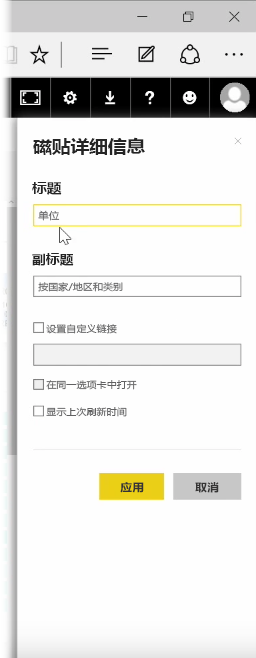 磁贴详细信息
标题
单位
副标题
按国家/地区和类别
设置自定义链接
在同一选项卡中打开
显示上次刷新时间
应用 取消